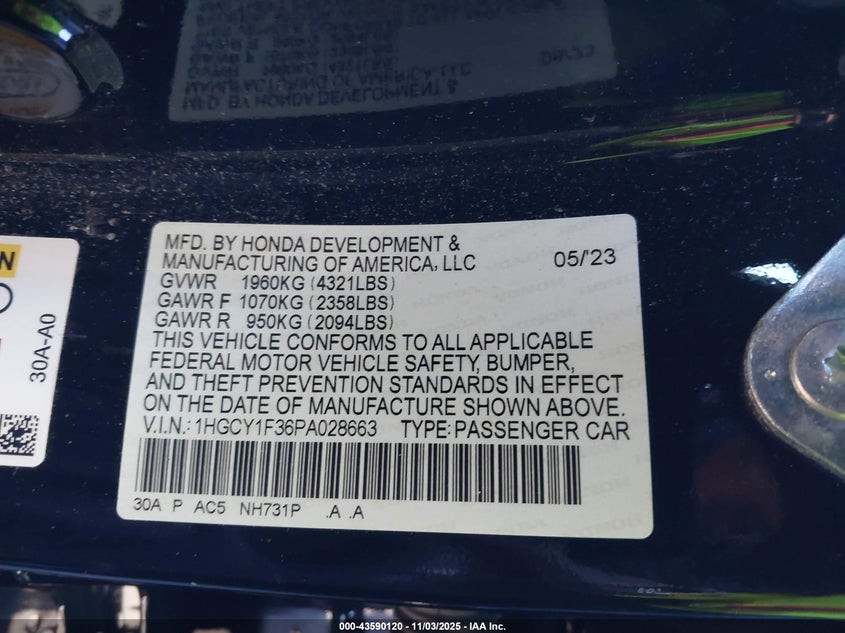 MFD. BY HONDA DEVELOPMENT &
MANUFACTURING OF AMERICA, LLC 05/'23
GVWR 1960KG (4321LBS)
GAWR F 1070KG (2358LBS)
GAWR R 950KG (2094LBS)
THIS VEHICLE CONFORMS TO ALL APPLICABLE
FEDERAL MOTOR VEHICLE SAFETY, BUMPER,
AND THEFT PREVENTION STANDARDS IN EFFECT
ON THE DATE OF MANUFACTURE SHOWN ABOVE.
V.I.N.: 1HGCY1F36PA028663 TYPE: PASSENGER CAR
30A P AC5 NH731P .A .A
30A-A0
000-43590120 - 11/03/2025 - IAA Inc.